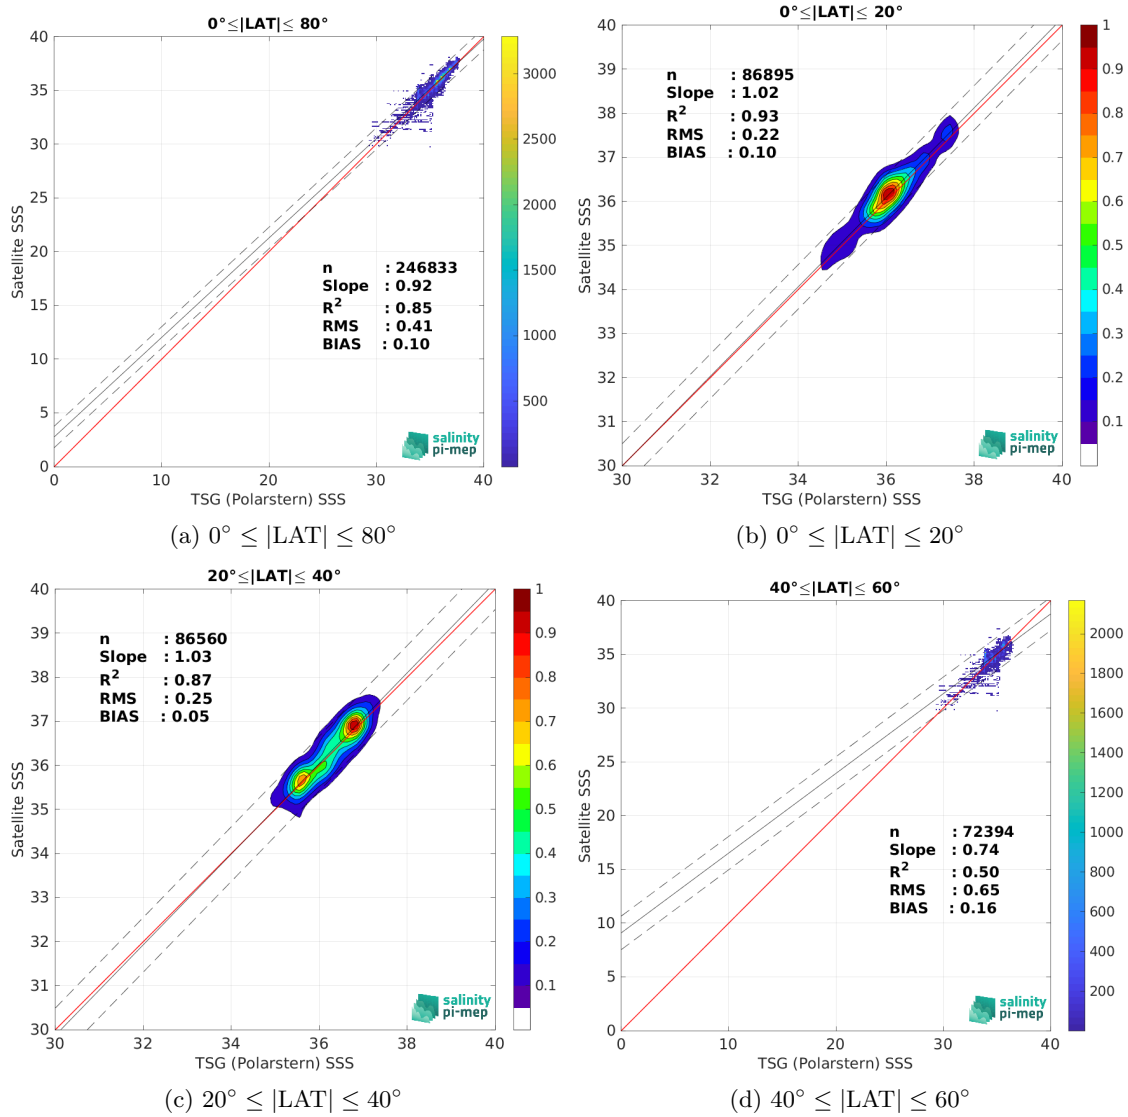 0°≤|LAT|≤ 80°
Satellite SSS
40
35
30
25
20
15
10
5
0
n : 246833
Slope : 0.92
R² : 0.85
RMS : 0.41
BIAS : 0.10
salinity
pi-mep
0 10 20 30 40
TSG (Polarstern) SSS
3000
2500
2000
1500
1000
500
(a) 0° ≤ |LAT| ≤ 80°
0°≤|LAT|≤ 20°
Satellite SSS
40
39
38
37
36
35
34
33
32
31
30
n : 86895
Slope : 1.02
R² : 0.93
RMS : 0.22
BIAS : 0.10
salinity
pi-mep
30 32 34 36 38 40
TSG (Polarstern) SSS
1
0.9
0.8
0.7
0.6
0.5
0.4
0.3
0.2
0.1
(b) 0° ≤ |LAT| ≤ 20°
20°≤|LAT|≤ 40°
Satellite SSS
40
39
38
37
36
35
34
33
32
31
30
n : 86560
Slope : 1.03
R² : 0.87
RMS : 0.25
BIAS : 0.05
salinity
pi-mep
30 32 34 36 38 40
TSG (Polarstern) SSS
1
0.9
0.8
0.7
0.6
0.5
0.4
0.3
0.2
0.1
(c) 20° ≤ |LAT| ≤ 40°
40°≤|LAT|≤ 60°
Satellite SSS
40
35
30
25
20
15
10
5
0
n : 72394
Slope : 0.74
R² : 0.50
RMS : 0.65
BIAS : 0.16
salinity
pi-mep
0 10 20 30 40
TSG (Polarstern) SSS
2000
1800
1600
1400
1200
1000
800
600
400
200
(d) 40° ≤ |LAT| ≤ 60°